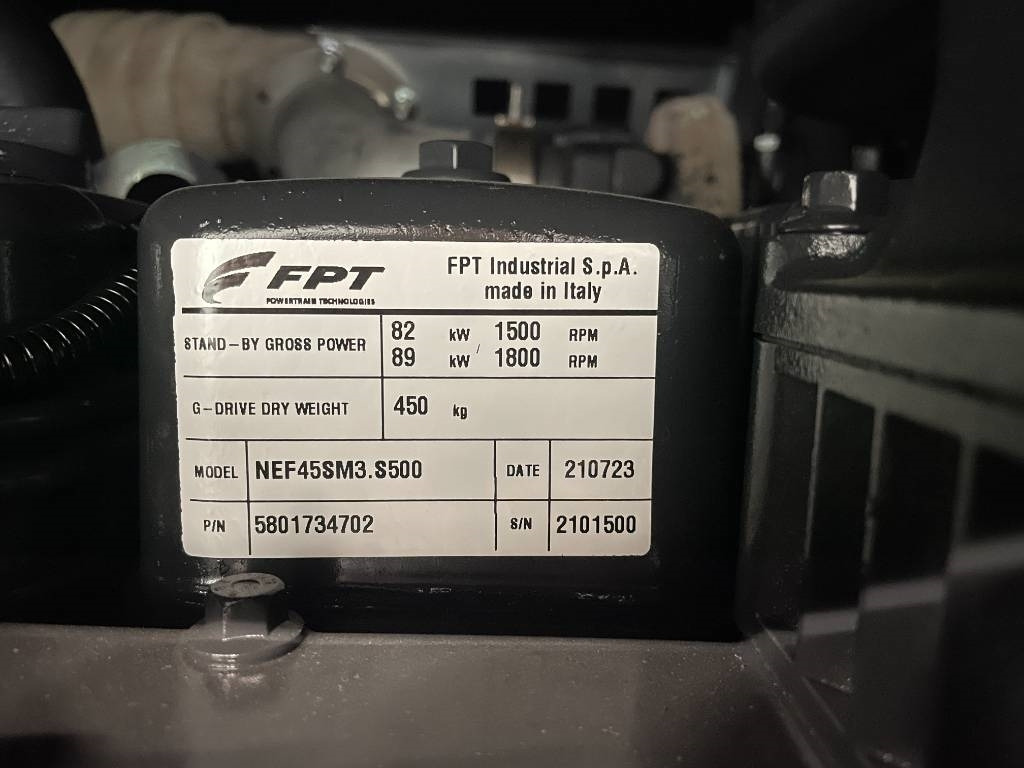 FPT
POWERTRAIN TECHNOLOGIES
FPT Industrial S.p.A.
made in Italy
STAND-BY GROSS POWER
82 kW / 1500 RPM
89 kW 1800 RPM
G-DRIVE DRY WEIGHT 450 kg
MODEL NEF45SM3.S500 DATE 210723
P/N 5801734702 S/N 2101500